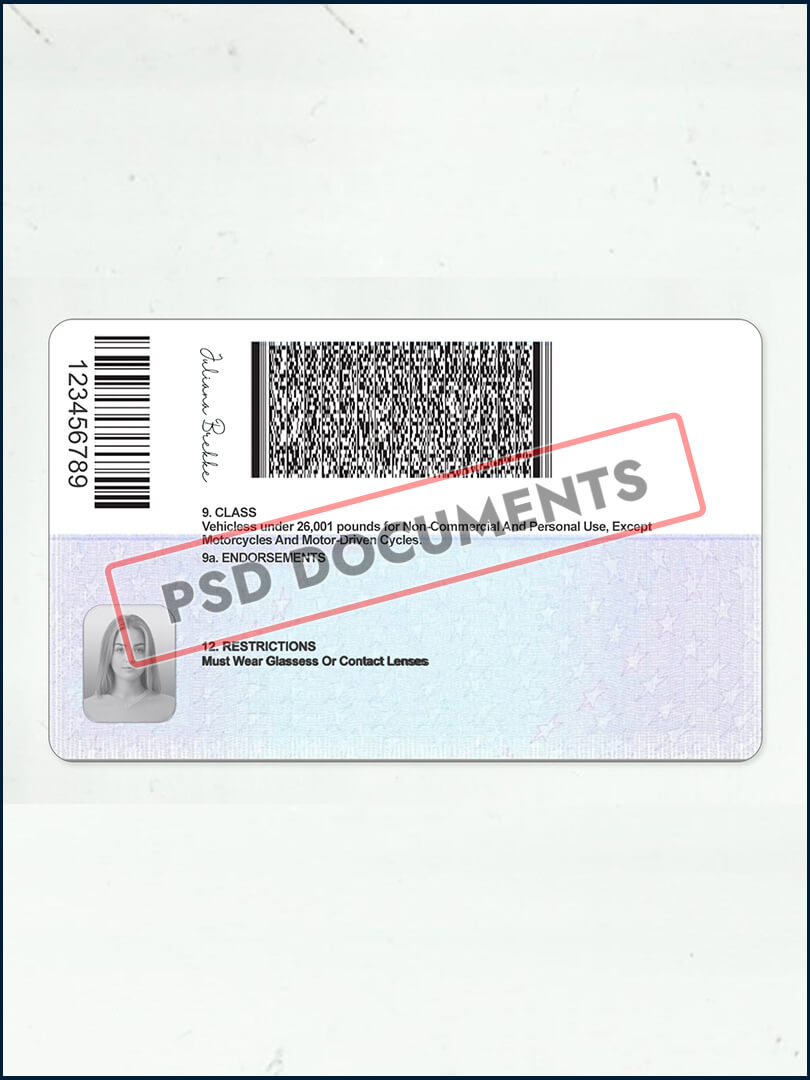 123456789
Juliana Brekke
9. CLASS
Vehicless under 26,001 pounds for Non-Commercial And Personal Use, Except
Motorcycles And Motor-Driven Cycles.
9a. ENDORSEMENTS
PSD DOCUMENTS
12. RESTRICTIONS
Must Wear Glassess Or Contact Lenses